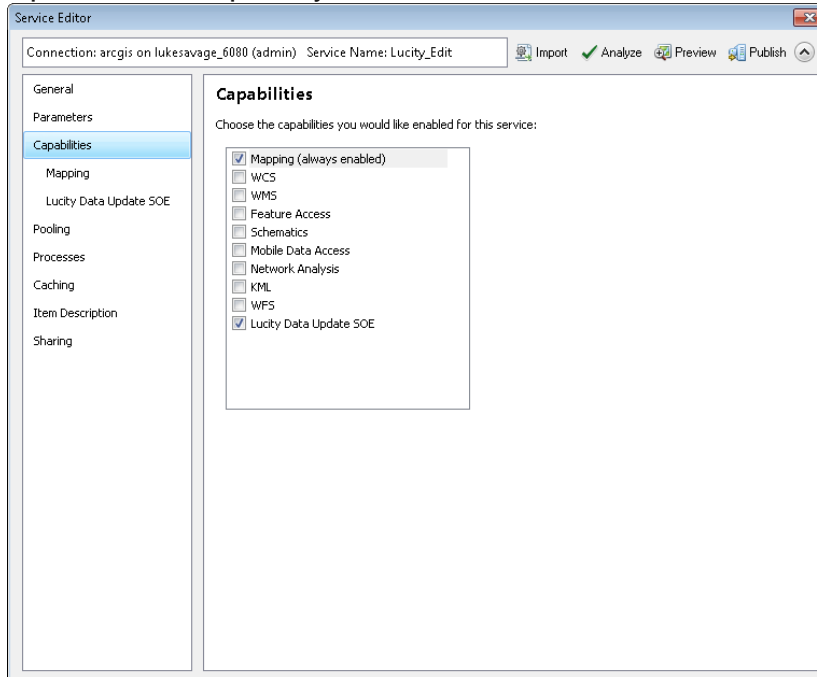 Service Editor
Connection: arcgis on lukesavage_6080 (admin) Service Name: Lucity_Edit
Import
Analyze
Preview
Publish
General
Parameters
Capabilities
Mapping
Lucity Data Update SOE
Pooling
Processes
Caching
Item Description
Sharing
Capabilities
Choose the capabilities you would like enabled for this service:
Mapping (always enabled)
WCS
WMS
Feature Access
Schematics
Mobile Data Access
Network Analysis
KML
WFS
Lucity Data Update SOE